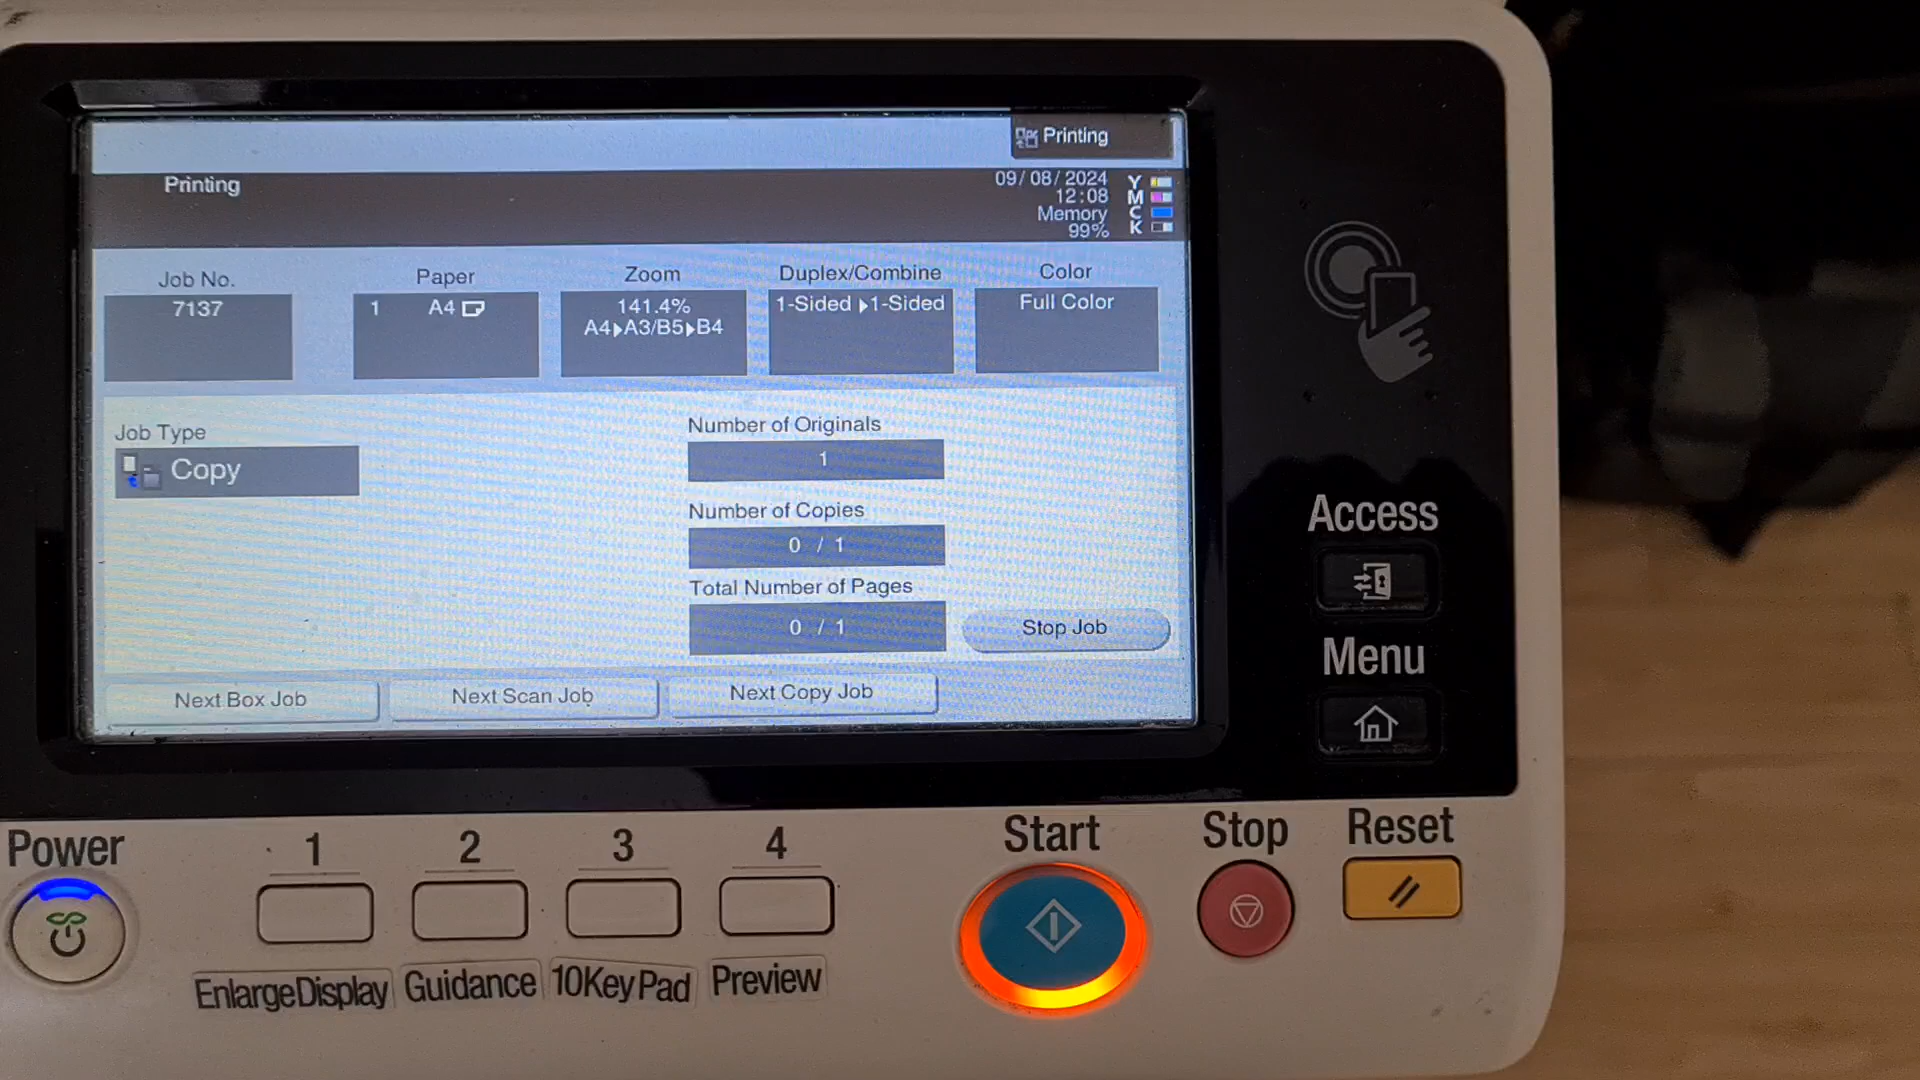 Printing
Printing
09/08/2024
12:08
Memory
99%
Y
M
C
K
Job No.
7137
Paper
1 A4
Zoom
141.4%
A4▶A3/B5▶B4
Duplex/Combine
1-Sided ▶1-Sided
Color
Full Color
Job Type
Copy
Number of Originals
1
Number of Copies
0 / 1
Total Number of Pages
0 / 1
Stop Job
Next Box Job
Next Scan Job
Next Copy Job
Access
Menu
Power
1
2
3
4
Start
Stop
Reset
EnlargeDisplay
Guidance
10KeyPad
Preview